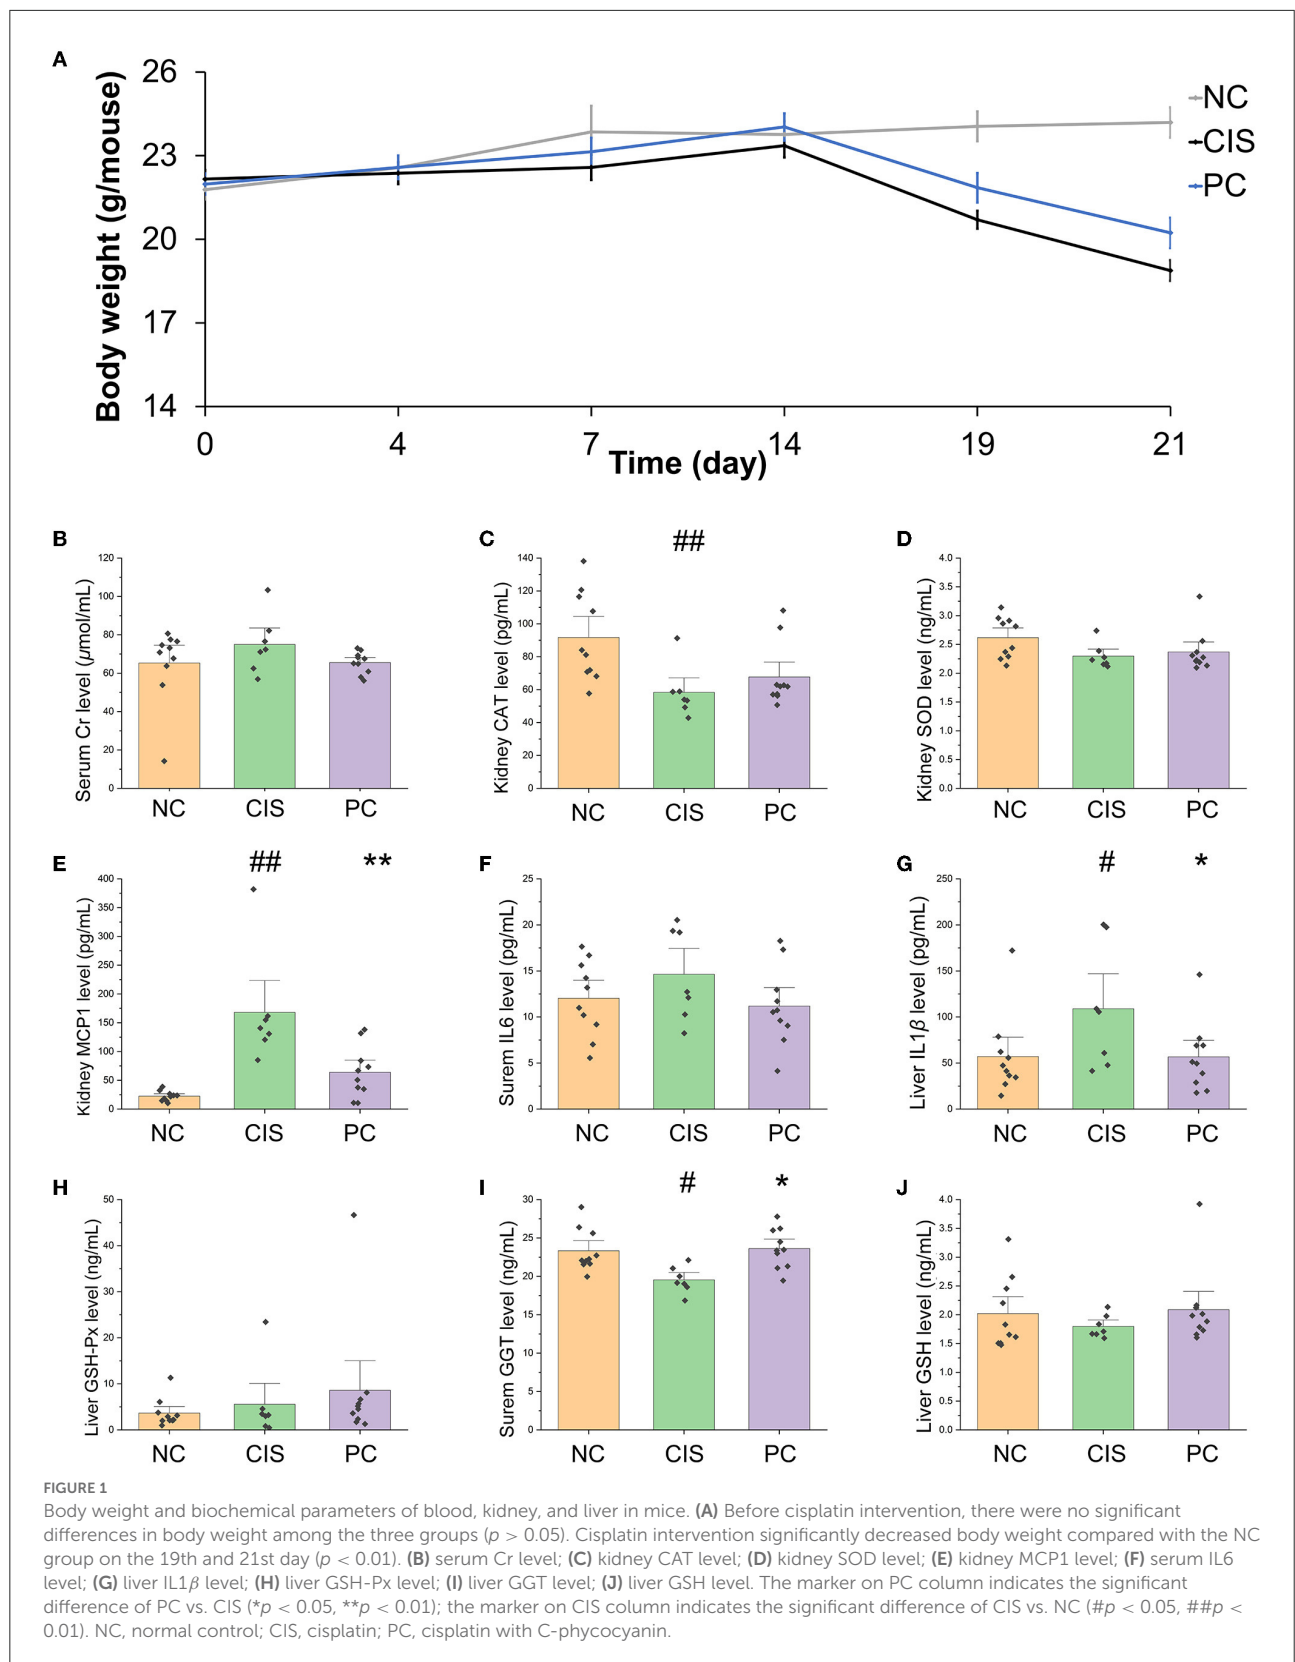 A
Body weight (g/mouse)
26
23
20
17
14
0 4 7 14 19 21
Time (day)
NC
CIS
PC
B
Serum Cr level (µmol/mL)
120
100
80
60
40
20
0
NC CIS PC
C
##
Kidney CAT level (pg/mL)
140
120
100
80
60
40
20
0
NC CIS PC
D
Kidney SOD level (ng/mL)
4.0
3.5
3.0
2.5
2.0
1.5
1.0
0.5
0.0
NC CIS PC
E
## **
Kidney MCP1 level (pg/mL)
400
350
300
250
200
150
100
50
0
NC CIS PC
F
Surem IL6 level (pg/mL)
25
20
15
10
5
0
NC CIS PC
G
# *
Liver IL1β level (pg/mL)
250
200
150
100
50
0
NC CIS PC
H
Liver GSH-Px level (ng/mL)
50
40
30
20
10
0
NC CIS PC
I
# *
Surem GGT level (ng/mL)
30
25
20
15
10
5
0
NC CIS PC
J
Liver GSH level (ng/mL)
4.0
3.5
3.0
2.5
2.0
1.5
1.0
0.5
0.0
NC CIS PC
FIGURE 1
Body weight and biochemical parameters of blood, kidney, and liver in mice. (A) Before cisplatin intervention, there were no significant
differences in body weight among the three groups (p > 0.05). Cisplatin intervention significantly decreased body weight compared with the NC
group on the 19th and 21st day (p < 0.01). (B) serum Cr level; (C) kidney CAT level; (D) kidney SOD level; (E) kidney MCP1 level; (F) serum IL6
level; (G) liver IL1β level; (H) liver GSH-Px level; (I) liver GGT level; (J) liver GSH level. The marker on PC column indicates the significant
difference of PC vs. CIS (*p < 0.05, **p < 0.01); the marker on CIS column indicates the significant difference of CIS vs. NC (#p < 0.05, ##p <
0.01). NC, normal control; CIS, cisplatin; PC, cisplatin with C-phycocyanin.